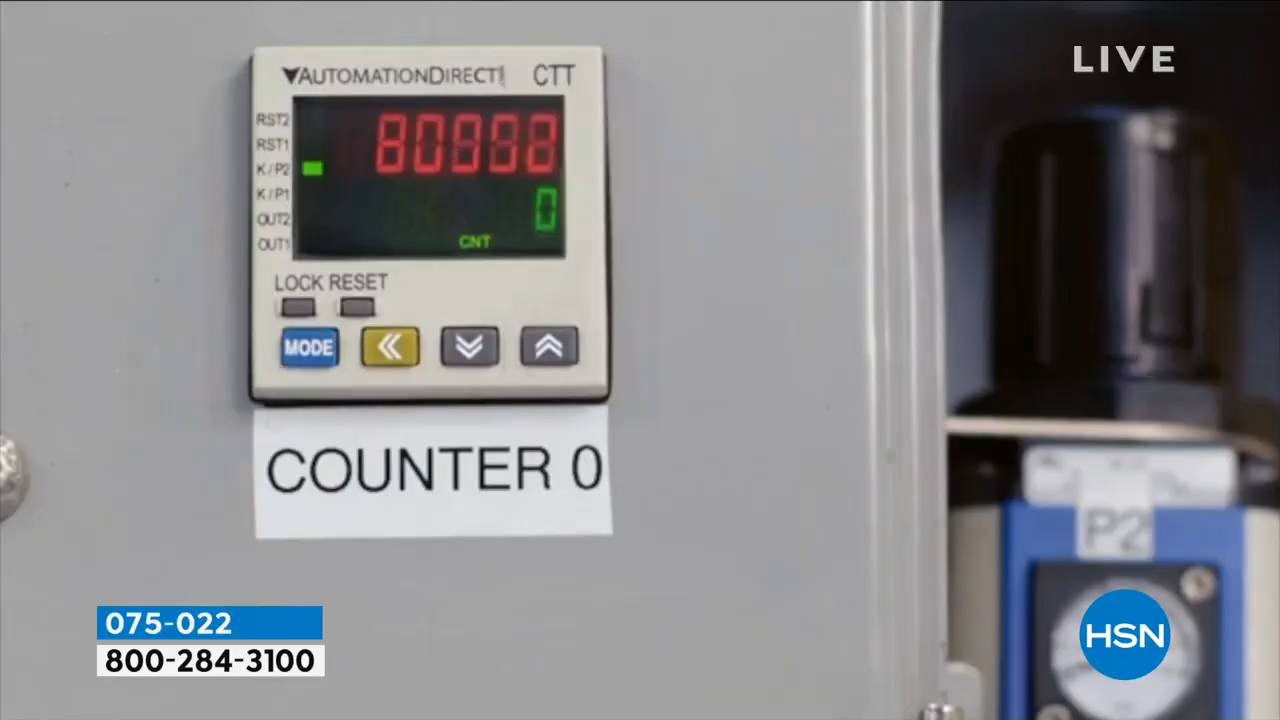 LIVE
AUTOMATIONDIRECT CTT
RST2
RST1
K/P2
K/P1
OUT2
OUT1
0
CNT
LOCK RESET
MODE
COUNTER 0
P2
075-022
800-284-3100
HSN